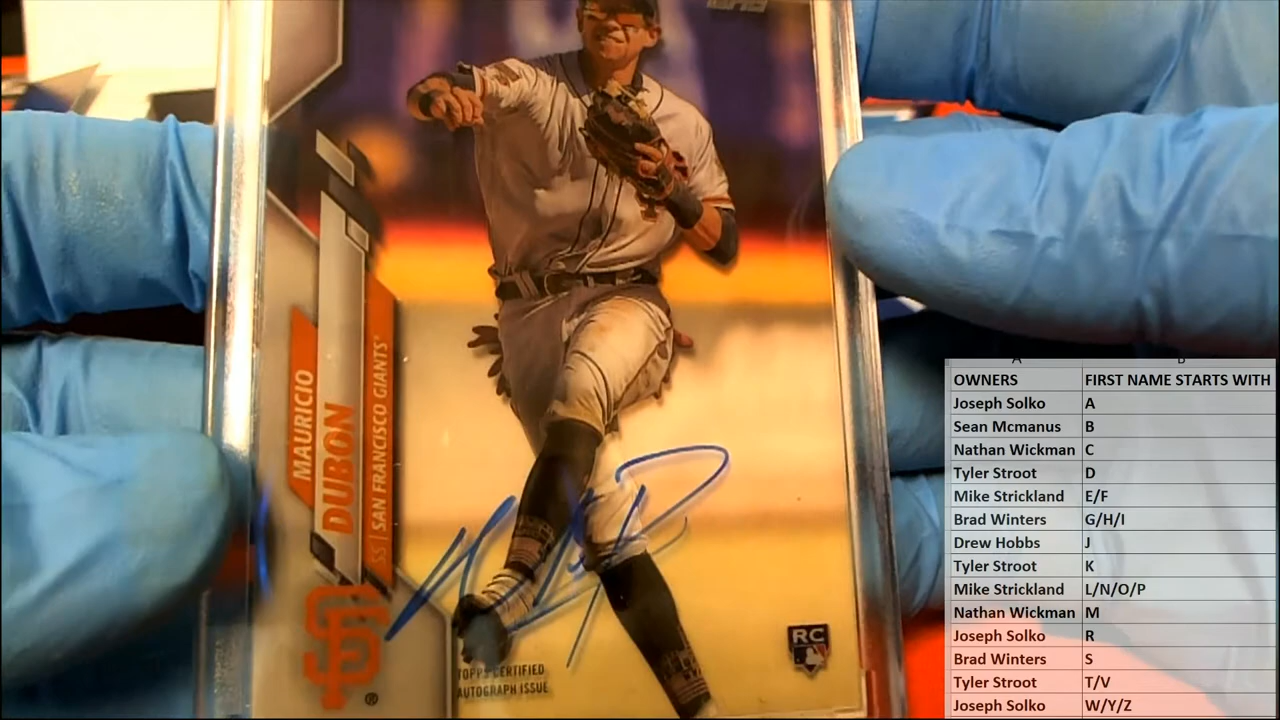 MAURICIO
DUBON
SS | SAN FRANCISCO GIANTS®
SF
®
TOPPS CERTIFIED
AUTOGRAPH ISSUE
RC
A B
OWNERS FIRST NAME STARTS WITH
Joseph Solko A
Sean Mcmanus B
Nathan Wickman C
Tyler Stroot D
Mike Strickland E/F
Brad Winters G/H/I
Drew Hobbs J
Tyler Stroot K
Mike Strickland L/N/O/P
Nathan Wickman M
Joseph Solko R
Brad Winters S
Tyler Stroot T/V
Joseph Solko W/Y/Z